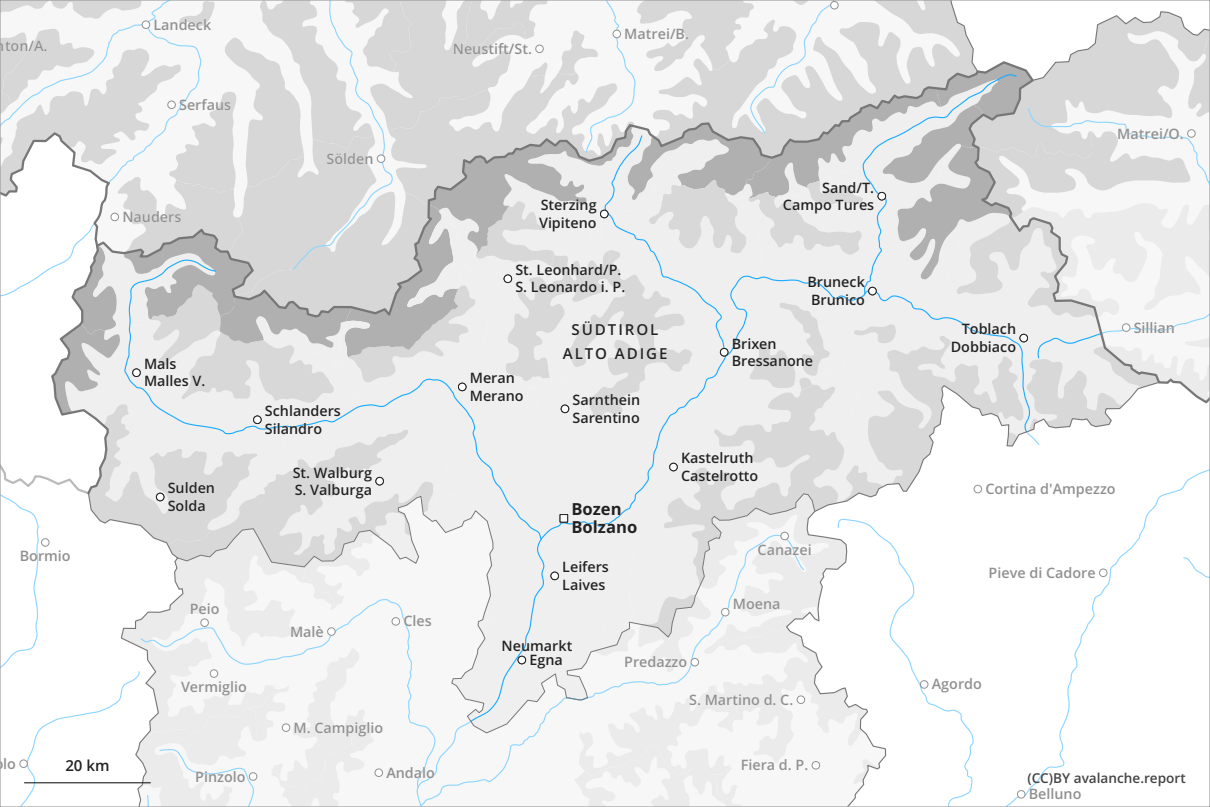 Landeck
nton/A.
Neustift/St.
Matrei/B.
Serfaus
Matrei/O.
Sölden
Sand/T.
Campo Tures
Sterzing
Vipiteno
Nauders
St. Leonhard/P.
S. Leonardo i. P.
Bruneck
Brunico
SÜDTIROL
ALTO ADIGE
Toblach
Dobbiaco
Sillian
Brixen
Bressanone
Mals
Malles V.
Meran
Merano
Schlanders
Silandro
Sarnthein
Sarentino
Kastelruth
Castelrotto
St. Walburg
S. Valburga
Sulden
Solda
Cortina d'Ampezzo
Bozen
Bolzano
Bormio
Canazei
Leifers
Laives
Pieve di Cadore
Peio
Moena
Malè
Cles
Neumarkt
Egna
Predazzo
Vermiglio
Agordo
S. Martino d. C.
M. Campiglio
olo
20 km
Pinzolo
Andalo
Fiera d. P.
(CC)BY avalanche.report
Belluno